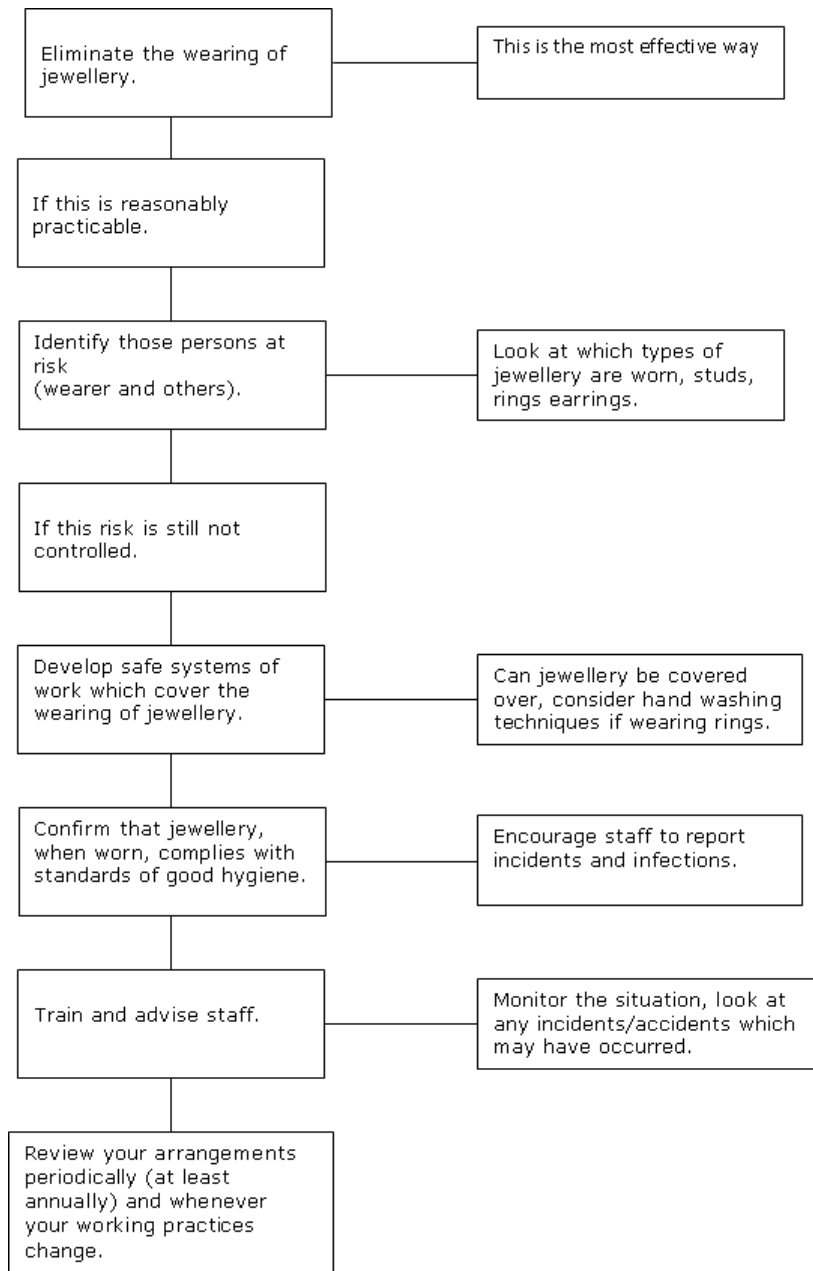 Eliminate the wearing of
jewellery.
This is the most effective way
If this is reasonably
practicable.
Identify those persons at
risk
(wearer and others).
Look at which types of
jewellery are worn, studs,
rings earrings.
If this risk is still not
controlled.
Develop safe systems of
work which cover the
wearing of jewellery.
Can jewellery be covered
over, consider hand washing
techniques if wearing rings.
Confirm that jewellery,
when worn, complies with
standards of good hygiene.
Encourage staff to report
incidents and infections.
Train and advise staff.
Monitor the situation, look at
any incidents/accidents which
may have occurred.
Review your arrangements
periodically (at least
annually) and whenever
your working practices
change.